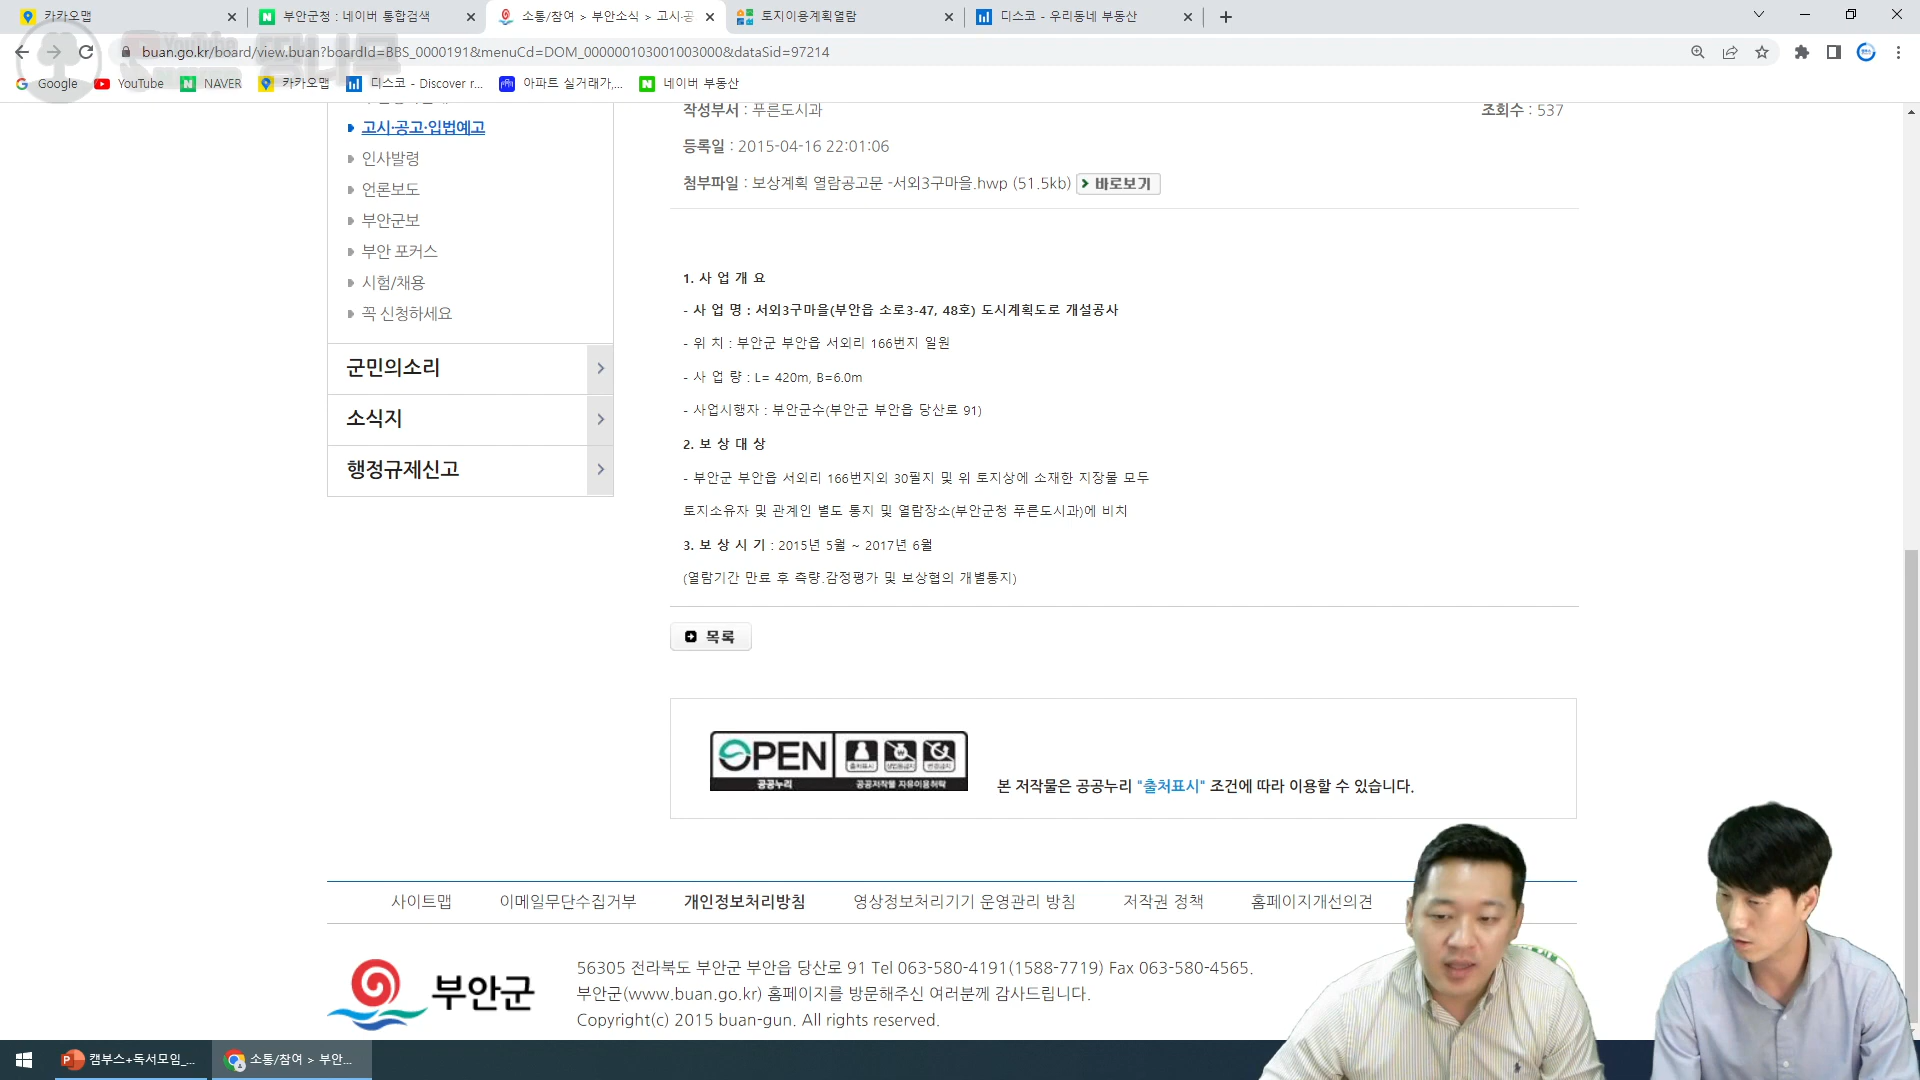 카카오맵
부안군청 : 네이버 통합검색
소통/참여 > 부안소식 > 고시·공
토지이용계획열람
디스코 - 우리동네 부동산
buan.go.kr/board/view.buan?boardId=BBS_0000191&menuCd=DOM_000000103001003000&dataSid=97214
Google
YouTube
NAVER
카카오맵
디스코 - Discover r...
아파트 실거래가,...
네이버 부동산
고시·공고·입법예고
인사발령
언론보도
부안군보
부안 포커스
시험/채용
꼭 신청하세요
군민의소리
소식지
행정규제신고
작성부서 : 푸른도시과
조회수 : 537
등록일 : 2015-04-16 22:01:06
첨부파일 : 보상계획 열람공고문 -서외3구마을.hwp (51.5kb) 바로보기
1. 사 업 개 요
- 사 업 명 : 서외3구마을(부안읍 소로3-47, 48호) 도시계획도로 개설공사
- 위 치 : 부안군 부안읍 서외리 166번지 일원
- 사 업 량 : L= 420m, B=6.0m
- 사업시행자 : 부안군수(부안군 부안읍 당산로 91)
2. 보 상 대 상
- 부안군 부안읍 서외리 166번지외 30필지 및 위 토지상에 소재한 지장물 모두
토지소유자 및 관계인 별도 통지 및 열람장소(부안군청 푸른도시과)에 비치
3. 보 상 시 기 : 2015년 5월 ~ 2017년 6월
(열람기간 만료 후 측량.감정평가 및 보상협의 개별통지)
목록
OPEN
출처표시
공공누리
공공저작물 자유이용허락
본 저작물은 공공누리 "출처표시" 조건에 따라 이용할 수 있습니다.
사이트맵
이메일무단수집거부
개인정보처리방침
영상정보처리기기 운영관리 방침
저작권 정책
홈페이지개선의견
부안군
56305 전라북도 부안군 부안읍 당산로 91 Tel 063-580-4191(1588-7719) Fax 063-580-4565.
부안군(www.buan.go.kr) 홈페이지를 방문해주신 여러분께 감사드립니다.
Copyright(c) 2015 buan-gun. All rights reserved.
캠부스+독서모임_...
소통/참여 > 부안...